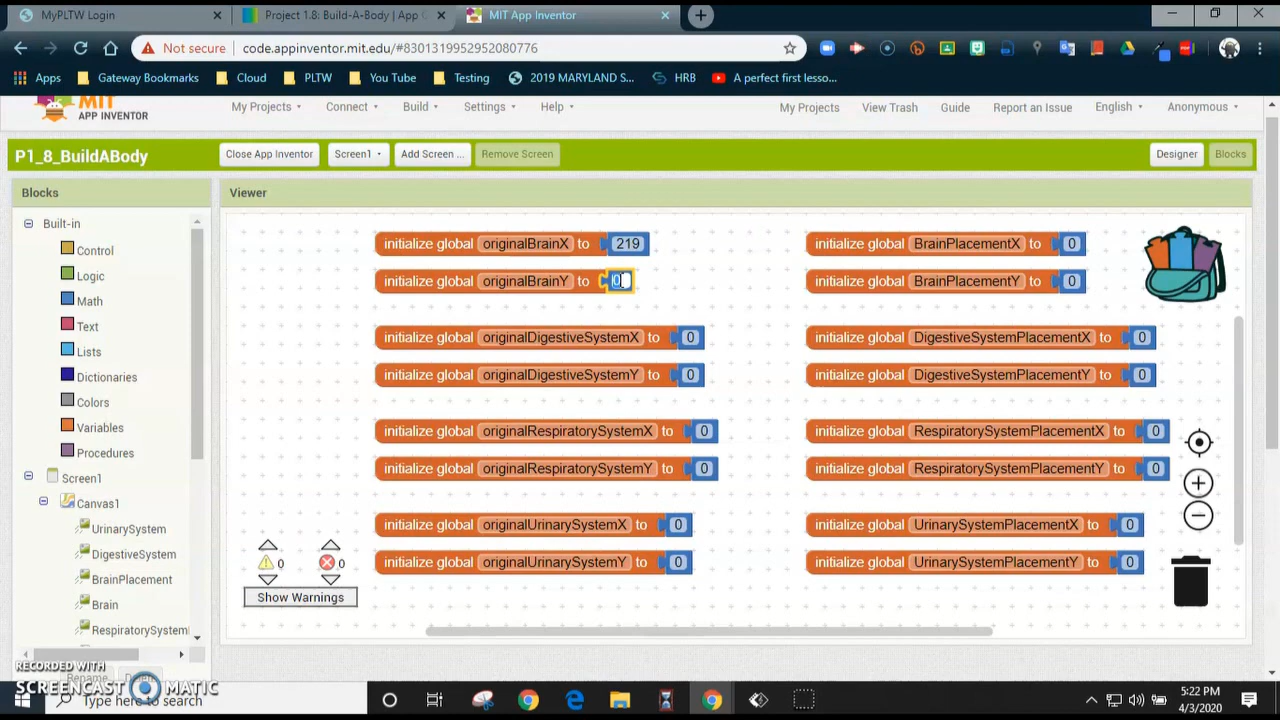 MyPLTW Login
Project 1.8: Build-A-Body | App C
MIT App Inventor
Not secure
code.appinventor.mit.edu/#8301319952952080776
Apps
Gateway Bookmarks
Cloud
PLTW
You Tube
Testing
2019 MARYLAND S...
HRB
A perfect first lesso...
MIT
APP INVENTOR
My Projects
Connect
Build
Settings
Help
My Projects
View Trash
Guide
Report an Issue
English
Anonymous
P1_8_BuildABody
Close App Inventor
Screen1
Add Screen ...
Remove Screen
Designer
Blocks
Blocks
Viewer
Built-in
Control
Logic
Math
Text
Lists
Dictionaries
Colors
Variables
Procedures
Screen1
Canvas1
UrinarySystem
DigestiveSystem
BrainPlacement
Brain
RespiratorySystem
Rename
initialize global originalBrainX to 219
initialize global originalBrainY to 0
initialize global originalDigestiveSystemX to 0
initialize global originalDigestiveSystemY to 0
initialize global originalRespiratorySystemX to 0
initialize global originalRespiratorySystemY to 0
initialize global originalUrinarySystemX to 0
initialize global originalUrinarySystemY to 0
initialize global BrainPlacementX to 0
initialize global BrainPlacementY to 0
initialize global DigestiveSystemPlacementX to 0
initialize global DigestiveSystemPlacementY to 0
initialize global RespiratorySystemPlacementX to 0
initialize global RespiratorySystemPlacementY to 0
initialize global UrinarySystemPlacementX to 0
initialize global UrinarySystemPlacementY to 0
0
0
Show Warnings
RECORDED WITH
SCREENCAST MATIC
Type here to search
5:22 PM
4/3/2020